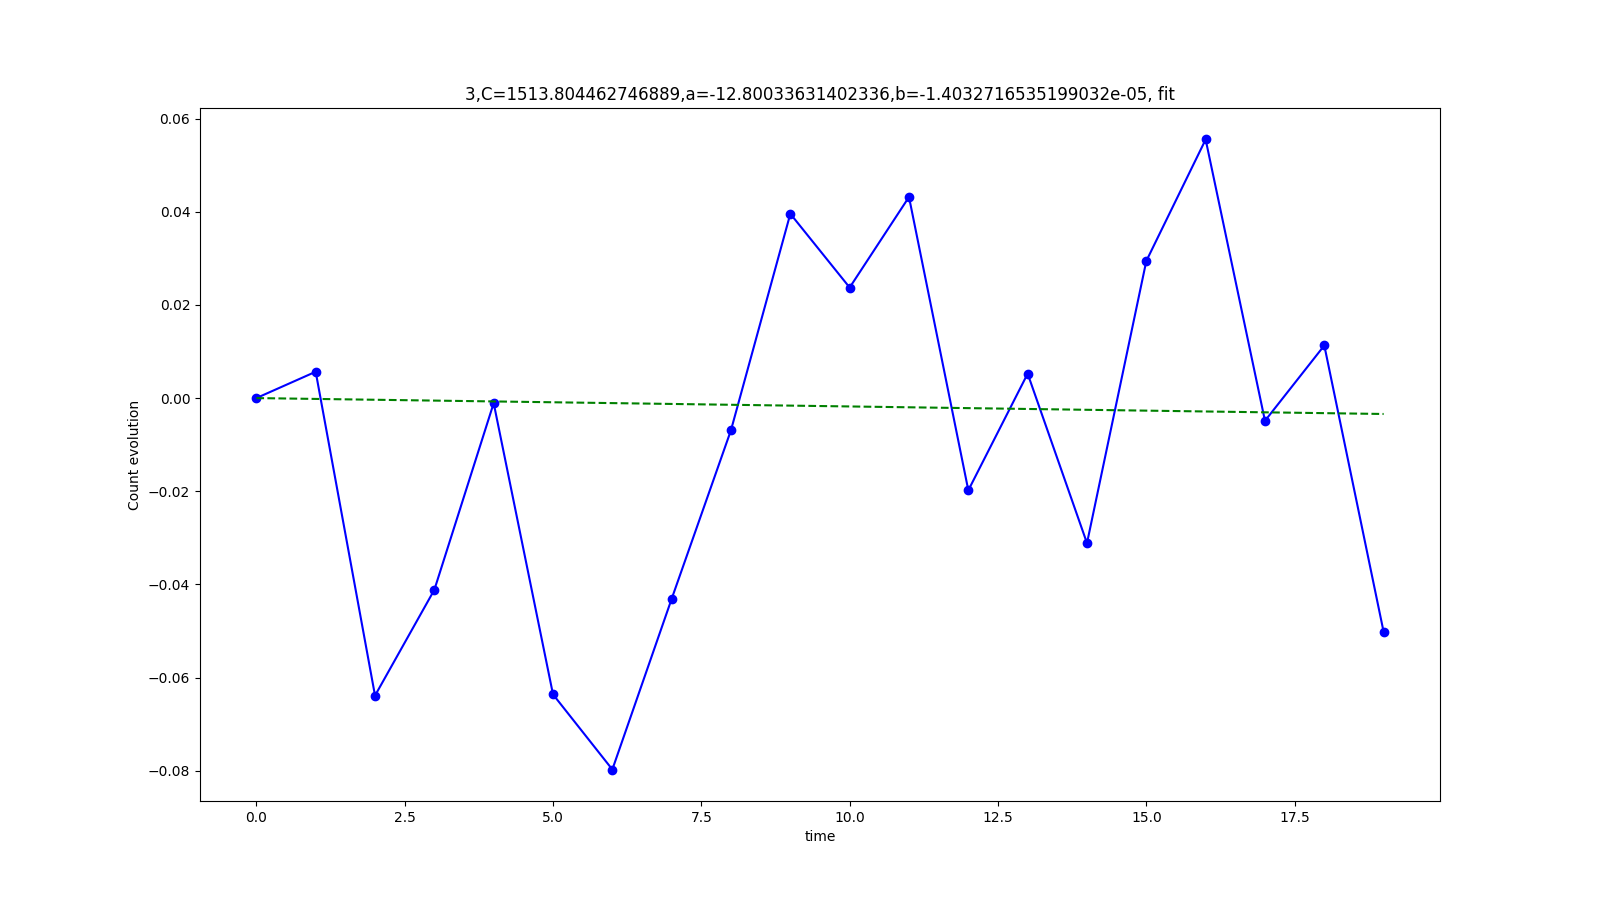 3,C=1513.804462746889,a=-12.80033631402336,b=-1.4032716535199032e-05, fit
0.06
0.04
0.02
0.00
−0.02
−0.04
−0.06
−0.08
Count evolution
0.0 2.5 5.0 7.5 10.0 12.5 15.0 17.5
time